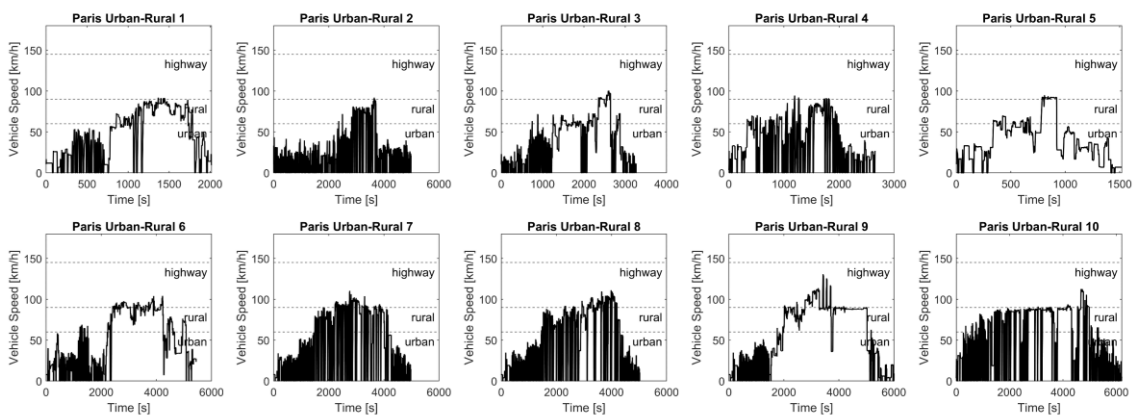 Paris Urban-Rural 1
Vehicle Speed [km/h]
150
100
50
0
highway
rural
urban
0 500 1000 1500 2000
Time [s]
Paris Urban-Rural 2
Vehicle Speed [km/h]
150
100
50
0
highway
rural
urban
0 2000 4000 6000
Time [s]
Paris Urban-Rural 3
Vehicle Speed [km/h]
150
100
50
0
highway
rural
urban
0 1000 2000 3000 4000
Time [s]
Paris Urban-Rural 4
Vehicle Speed [km/h]
150
100
50
0
highway
rural
urban
0 1000 2000 3000
Time [s]
Paris Urban-Rural 5
Vehicle Speed [km/h]
150
100
50
0
highway
rural
urban
0 500 1000 1500
Time [s]
Paris Urban-Rural 6
Vehicle Speed [km/h]
150
100
50
0
highway
rural
urban
0 2000 4000 6000
Time [s]
Paris Urban-Rural 7
Vehicle Speed [km/h]
150
100
50
0
highway
rural
urban
0 2000 4000 6000
Time [s]
Paris Urban-Rural 8
Vehicle Speed [km/h]
150
100
50
0
highway
rural
urban
0 2000 4000 6000
Time [s]
Paris Urban-Rural 9
Vehicle Speed [km/h]
150
100
50
0
highway
rural
urban
0 2000 4000 6000
Time [s]
Paris Urban-Rural 10
Vehicle Speed [km/h]
150
100
50
0
highway
rural
urban
0 2000 4000 6000
Time [s]